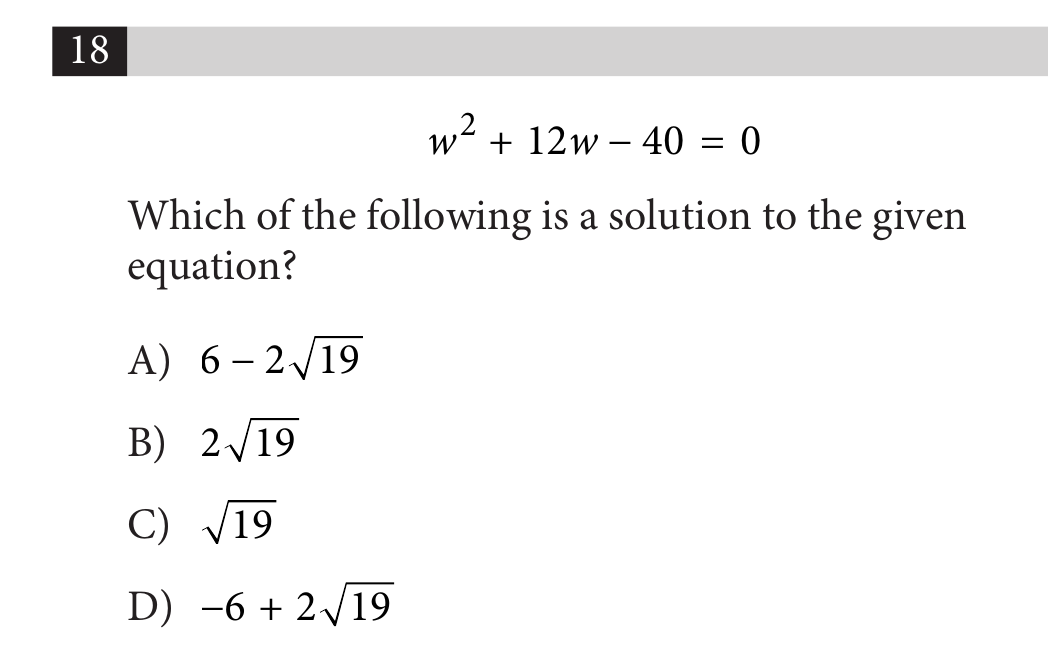 18
w² + 12w – 40 = 0
Which of the following is a solution to the given
equation?
A) 6 – 2√19
B) 2√19
C) √19
D) –6 + 2√19